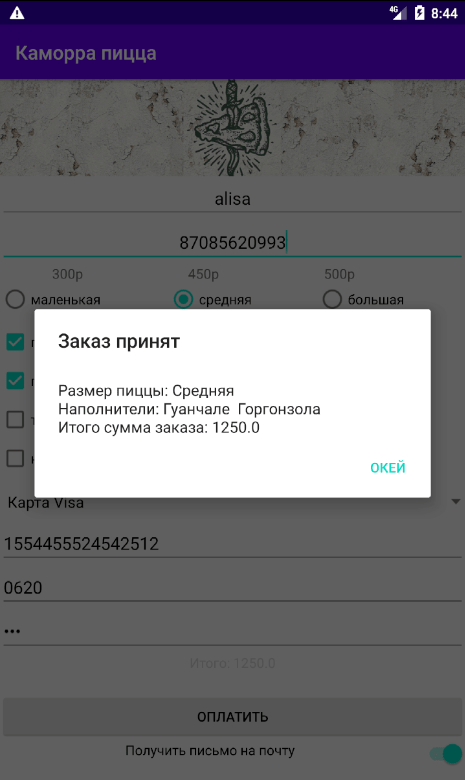 4G 8:44
Каморра пицца
alisa
87085620993
300р 450р 500р
маленькая средняя большая
Заказ принят
Размер пиццы: Средняя
Наполнители: Гуанчале Горгонзола
Итого сумма заказа: 1250.0
ОКЕЙ
Карта Visa
1554455524542512
0620
•••
Итого: 1250.0
ОПЛАТИТЬ
Получить письмо на почту